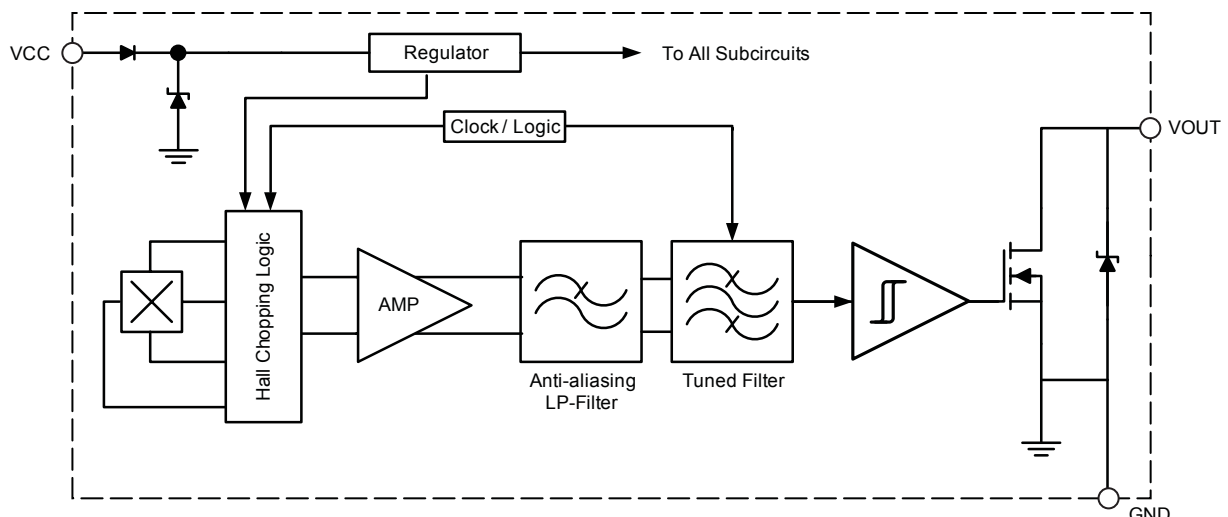 VCC
Regulator
To All Subcircuits
Clock / Logic
VOUT
Hall Chopping Logic
AMP
Anti-aliasing
LP-Filter
Tuned Filter
GND